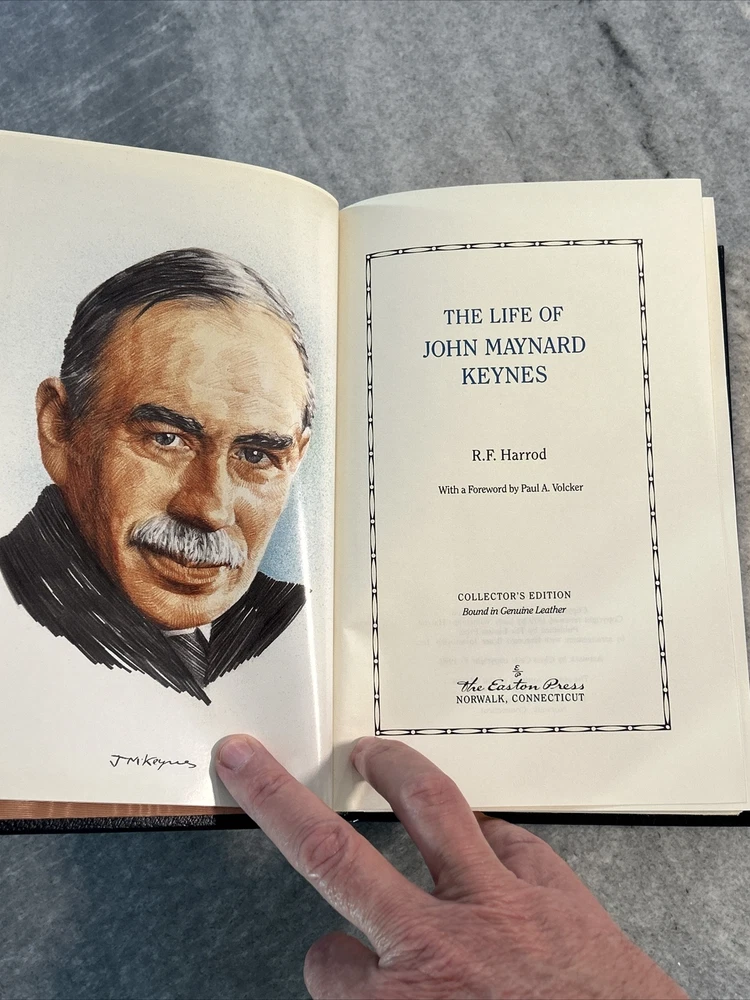 J M Keynes
THE LIFE OF
JOHN MAYNARD
KEYNES
R.F. Harrod
With a Foreword by Paul A. Volcker
COLLECTOR'S EDITION
Bound in Genuine Leather
E
P
The Easton Press
NORWALK, CONNECTICUT